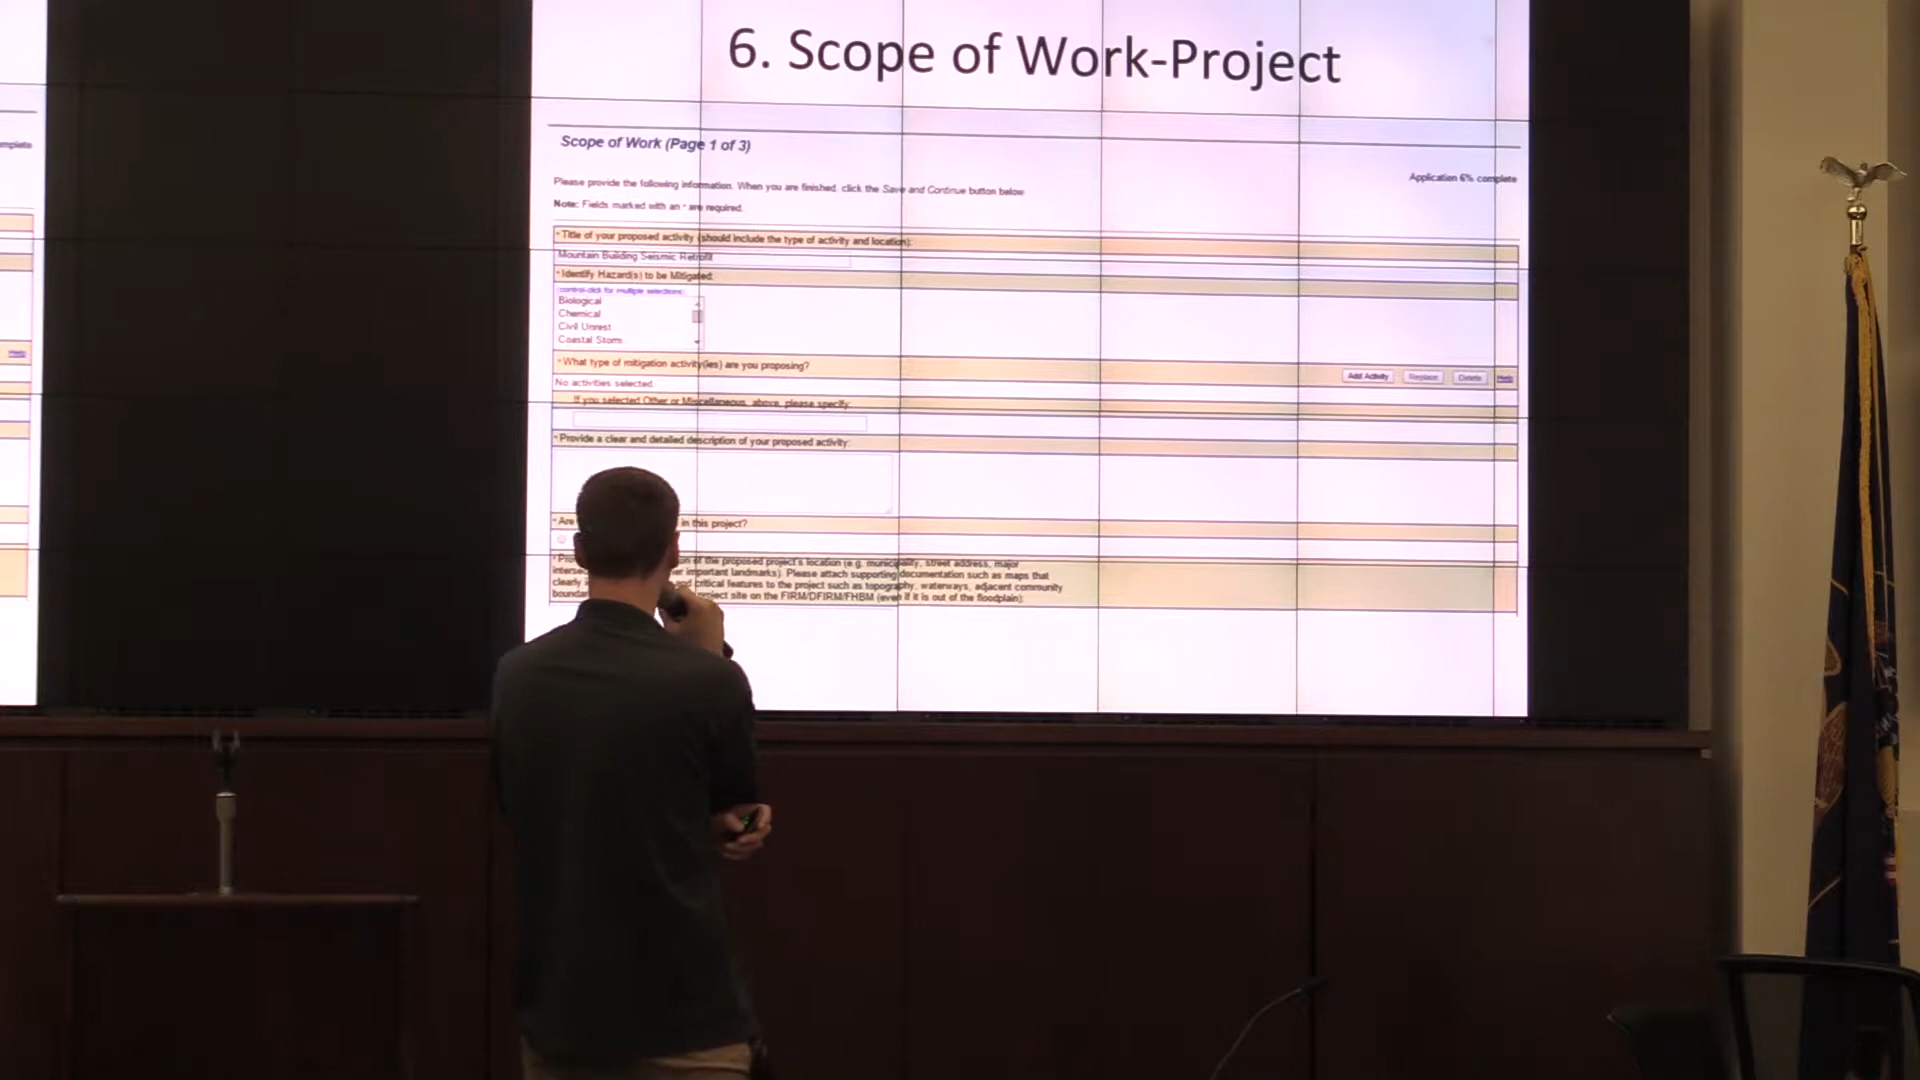 6. Scope of Work-Project
mplete
Scope of Work (Page 1 of 3)
Application 6% complete
Please provide the following information. When you are finished, click the Save and Continue button below
Note: Fields marked with an * are required.
* Title of your proposed activity (should include the type of activity and location):
Mountain Building Seismic Retrofit
* Identify Hazard(s) to be Mitigated:
control-click for multiple selections:
Biological
Chemical
Civil Unrest
Coastal Storm
Help
* What type of mitigation activity(ies) are you proposing?
Add Activity Replace Delete Help
No activities selected
If you selected Other or Miscellaneous, above, please specify:
* Provide a clear and detailed description of your proposed activity:
* Are in this project?
of the proposed project's location (e.g. municipality, street address, major
important landmarks). Please attach supporting documentation such as maps that
clearly and critical features to the project such as topography, waterways, adjacent community
site on the FIRM/DFIRM/FHBM (even if it is out of the floodplain):